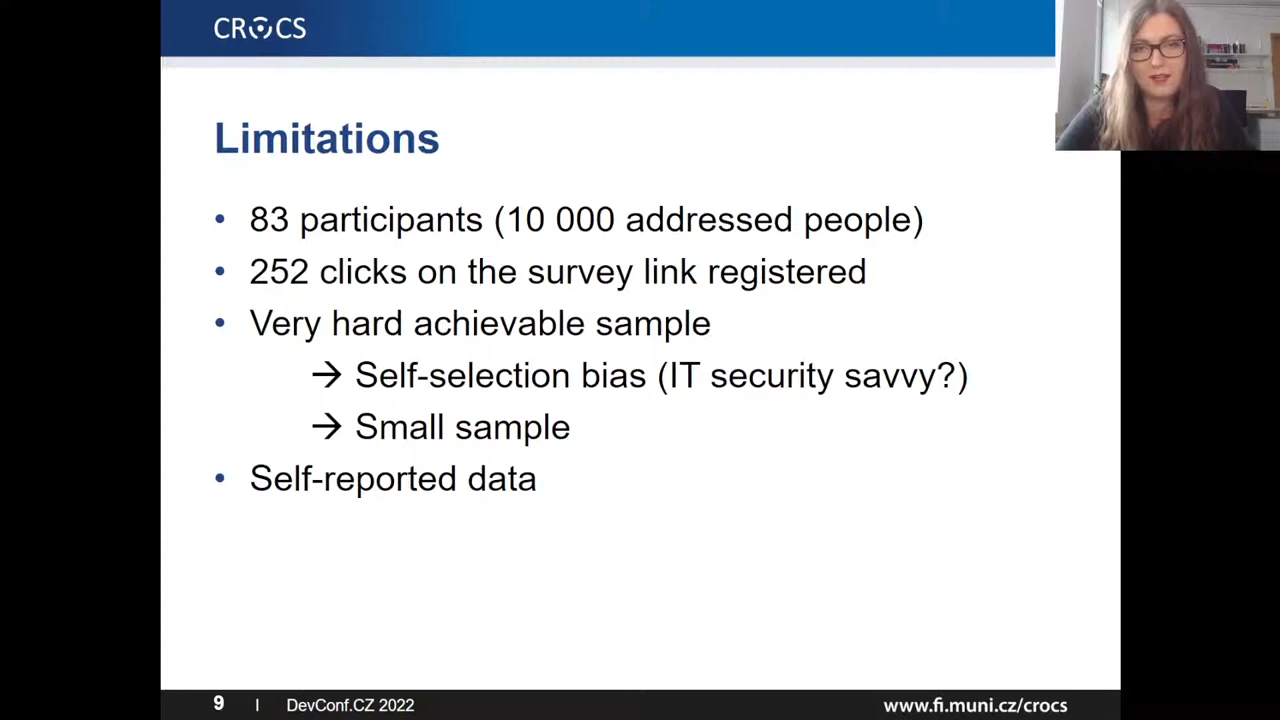 CROCS
Limitations
• 83 participants (10 000 addressed people)
• 252 clicks on the survey link registered
• Very hard achievable sample
→ Self-selection bias (IT security savvy?)
→ Small sample
• Self-reported data
9 | DevConf.CZ 2022 www.fi.muni.cz/crocs